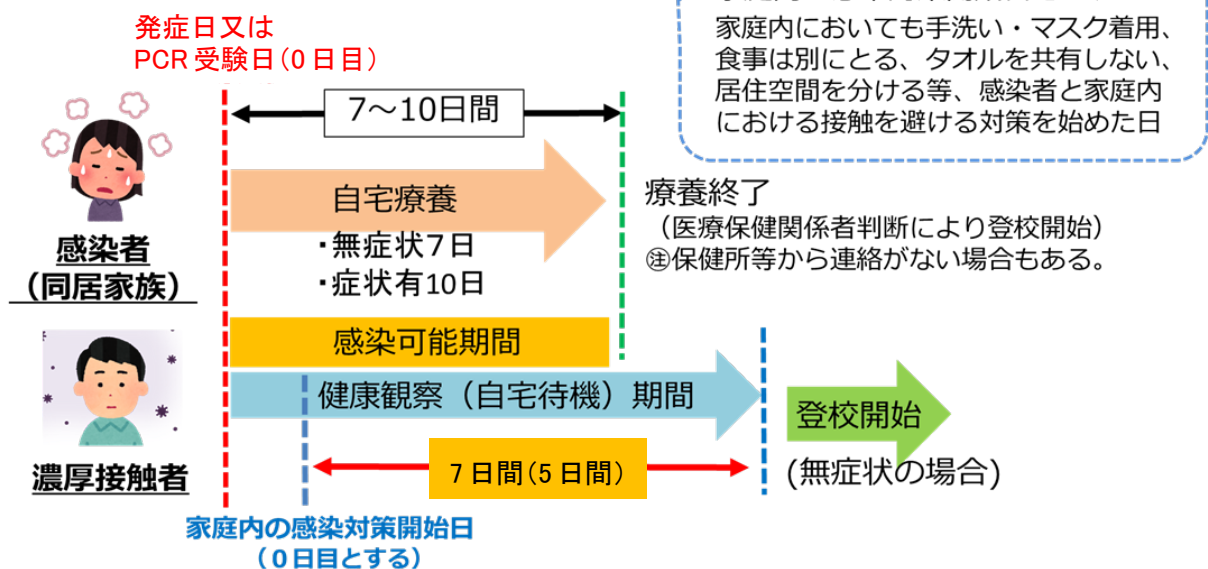 発症日又は
PCR受験日(0日目)
家庭内においても手洗い・マスク着用、
食事は別にとる、タオルを共有しない、
居住空間を分ける等、感染者と家庭内
における接触を避ける対策を始めた日
7～10日間
自宅療養
・無症状7日
・症状有10日
療養終了
（医療保健関係者判断により登校開始）
㊟保健所等から連絡がない場合もある。
感染者
（同居家族）
感染可能期間
健康観察（自宅待機）期間
登校開始
(無症状の場合)
7日間(5日間)
濃厚接触者
家庭内の感染対策開始日
（０日目とする）